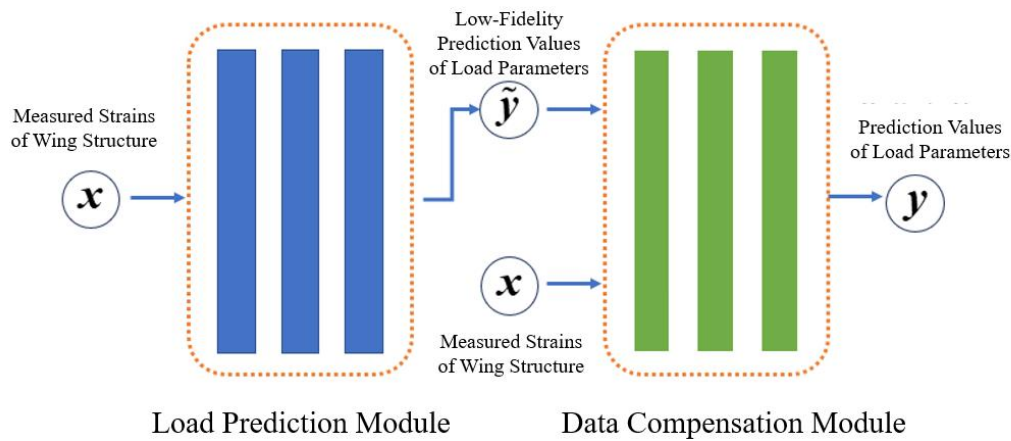 Measured Strains
of Wing Structure
x
Low-Fidelity
Prediction Values
of Load Parameters
ỹ
x
Measured Strains
of Wing Structure
Prediction Values
of Load Parameters
y
Load Prediction Module
Data Compensation Module